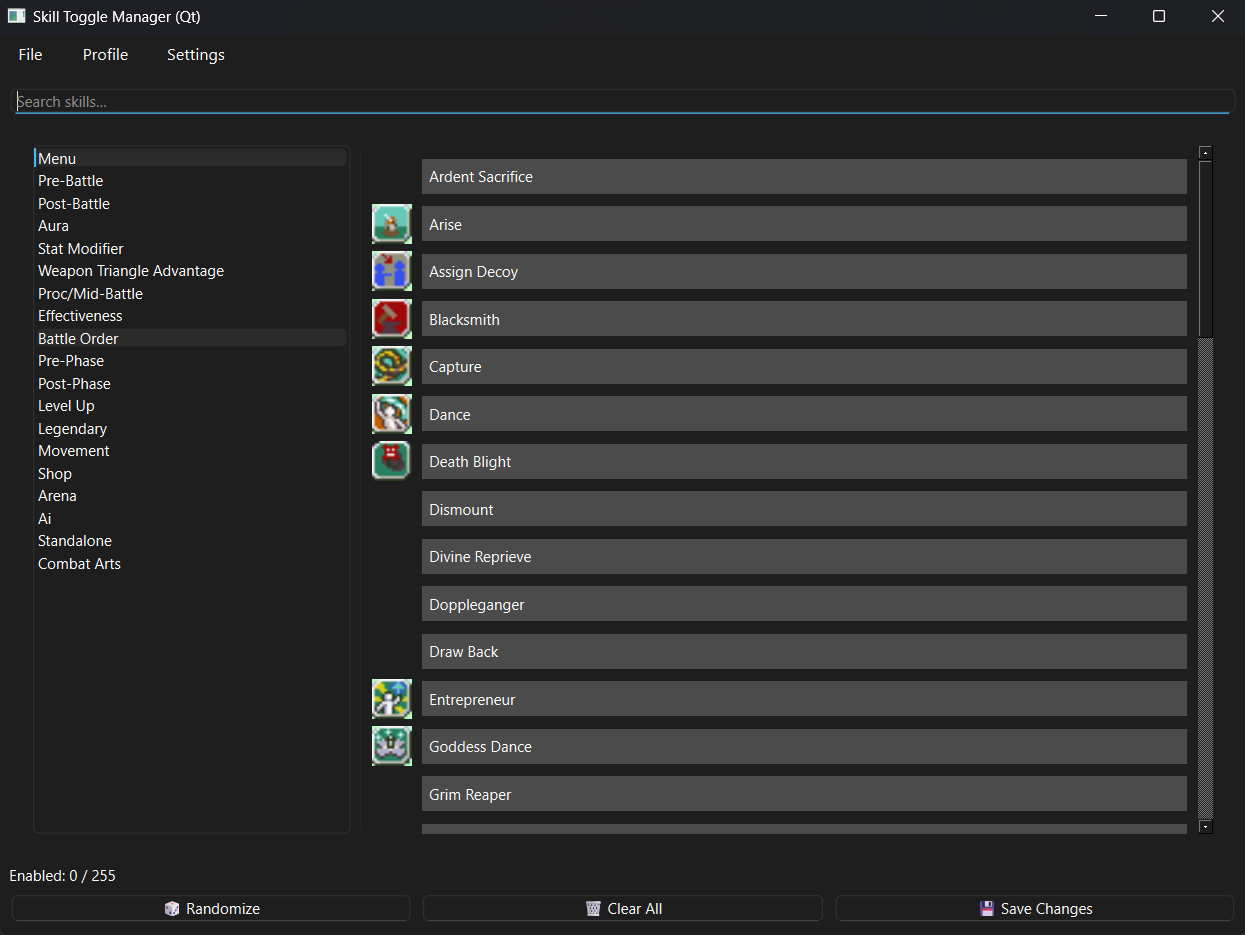 Skill Toggle Manager (Qt)
File Profile Settings
Search skills...
Menu
Pre-Battle
Post-Battle
Aura
Stat Modifier
Weapon Triangle Advantage
Proc/Mid-Battle
Effectiveness
Battle Order
Pre-Phase
Post-Phase
Level Up
Legendary
Movement
Shop
Arena
Ai
Standalone
Combat Arts
Ardent Sacrifice
Arise
Assign Decoy
Blacksmith
Capture
Dance
Death Blight
Dismount
Divine Reprieve
Doppleganger
Draw Back
Entrepreneur
Goddess Dance
Grim Reaper
Enabled: 0 / 255
Randomize
Clear All
Save Changes